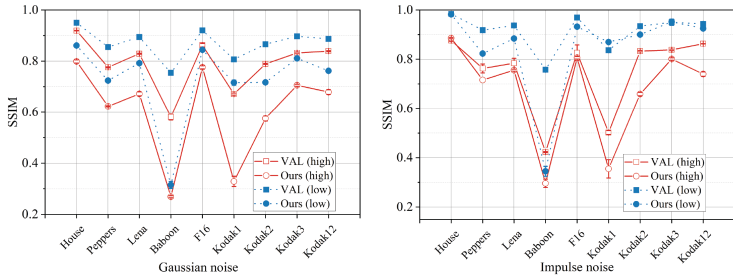 1.0
0.8
0.6
0.4
0.2
SSIM
VAL (high)
Ours (high)
VAL (low)
Ours (low)
House
Peppers
Lena
Baboon
F16
Kodak1
Kodak2
Kodak3
Kodak12
Gaussian noise
1.0
0.8
0.6
0.4
0.2
SSIM
VAL (high)
Ours (high)
VAL (low)
Ours (low)
House
Peppers
Lena
Baboon
F16
Kodak1
Kodak2
Kodak3
Kodak12
Impulse noise